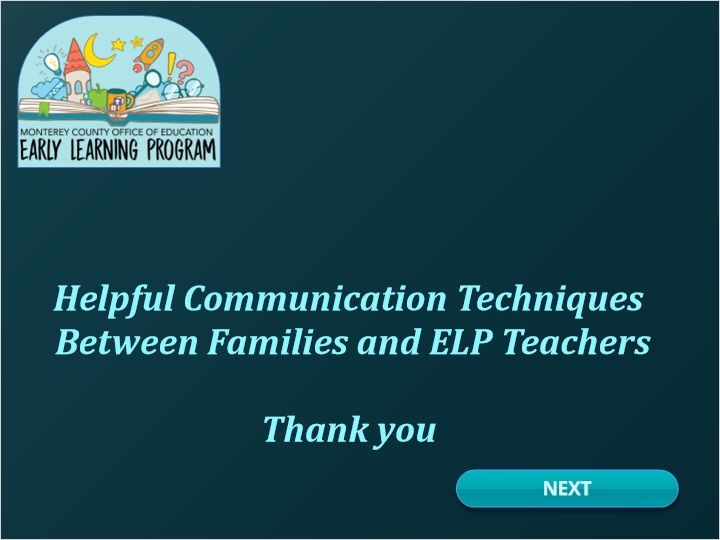 MONTEREY COUNTY OFFICE OF EDUCATION
EARLY LEARNING PROGRAM
Helpful Communication Techniques
Between Families and ELP Teachers
Thank you
NEXT